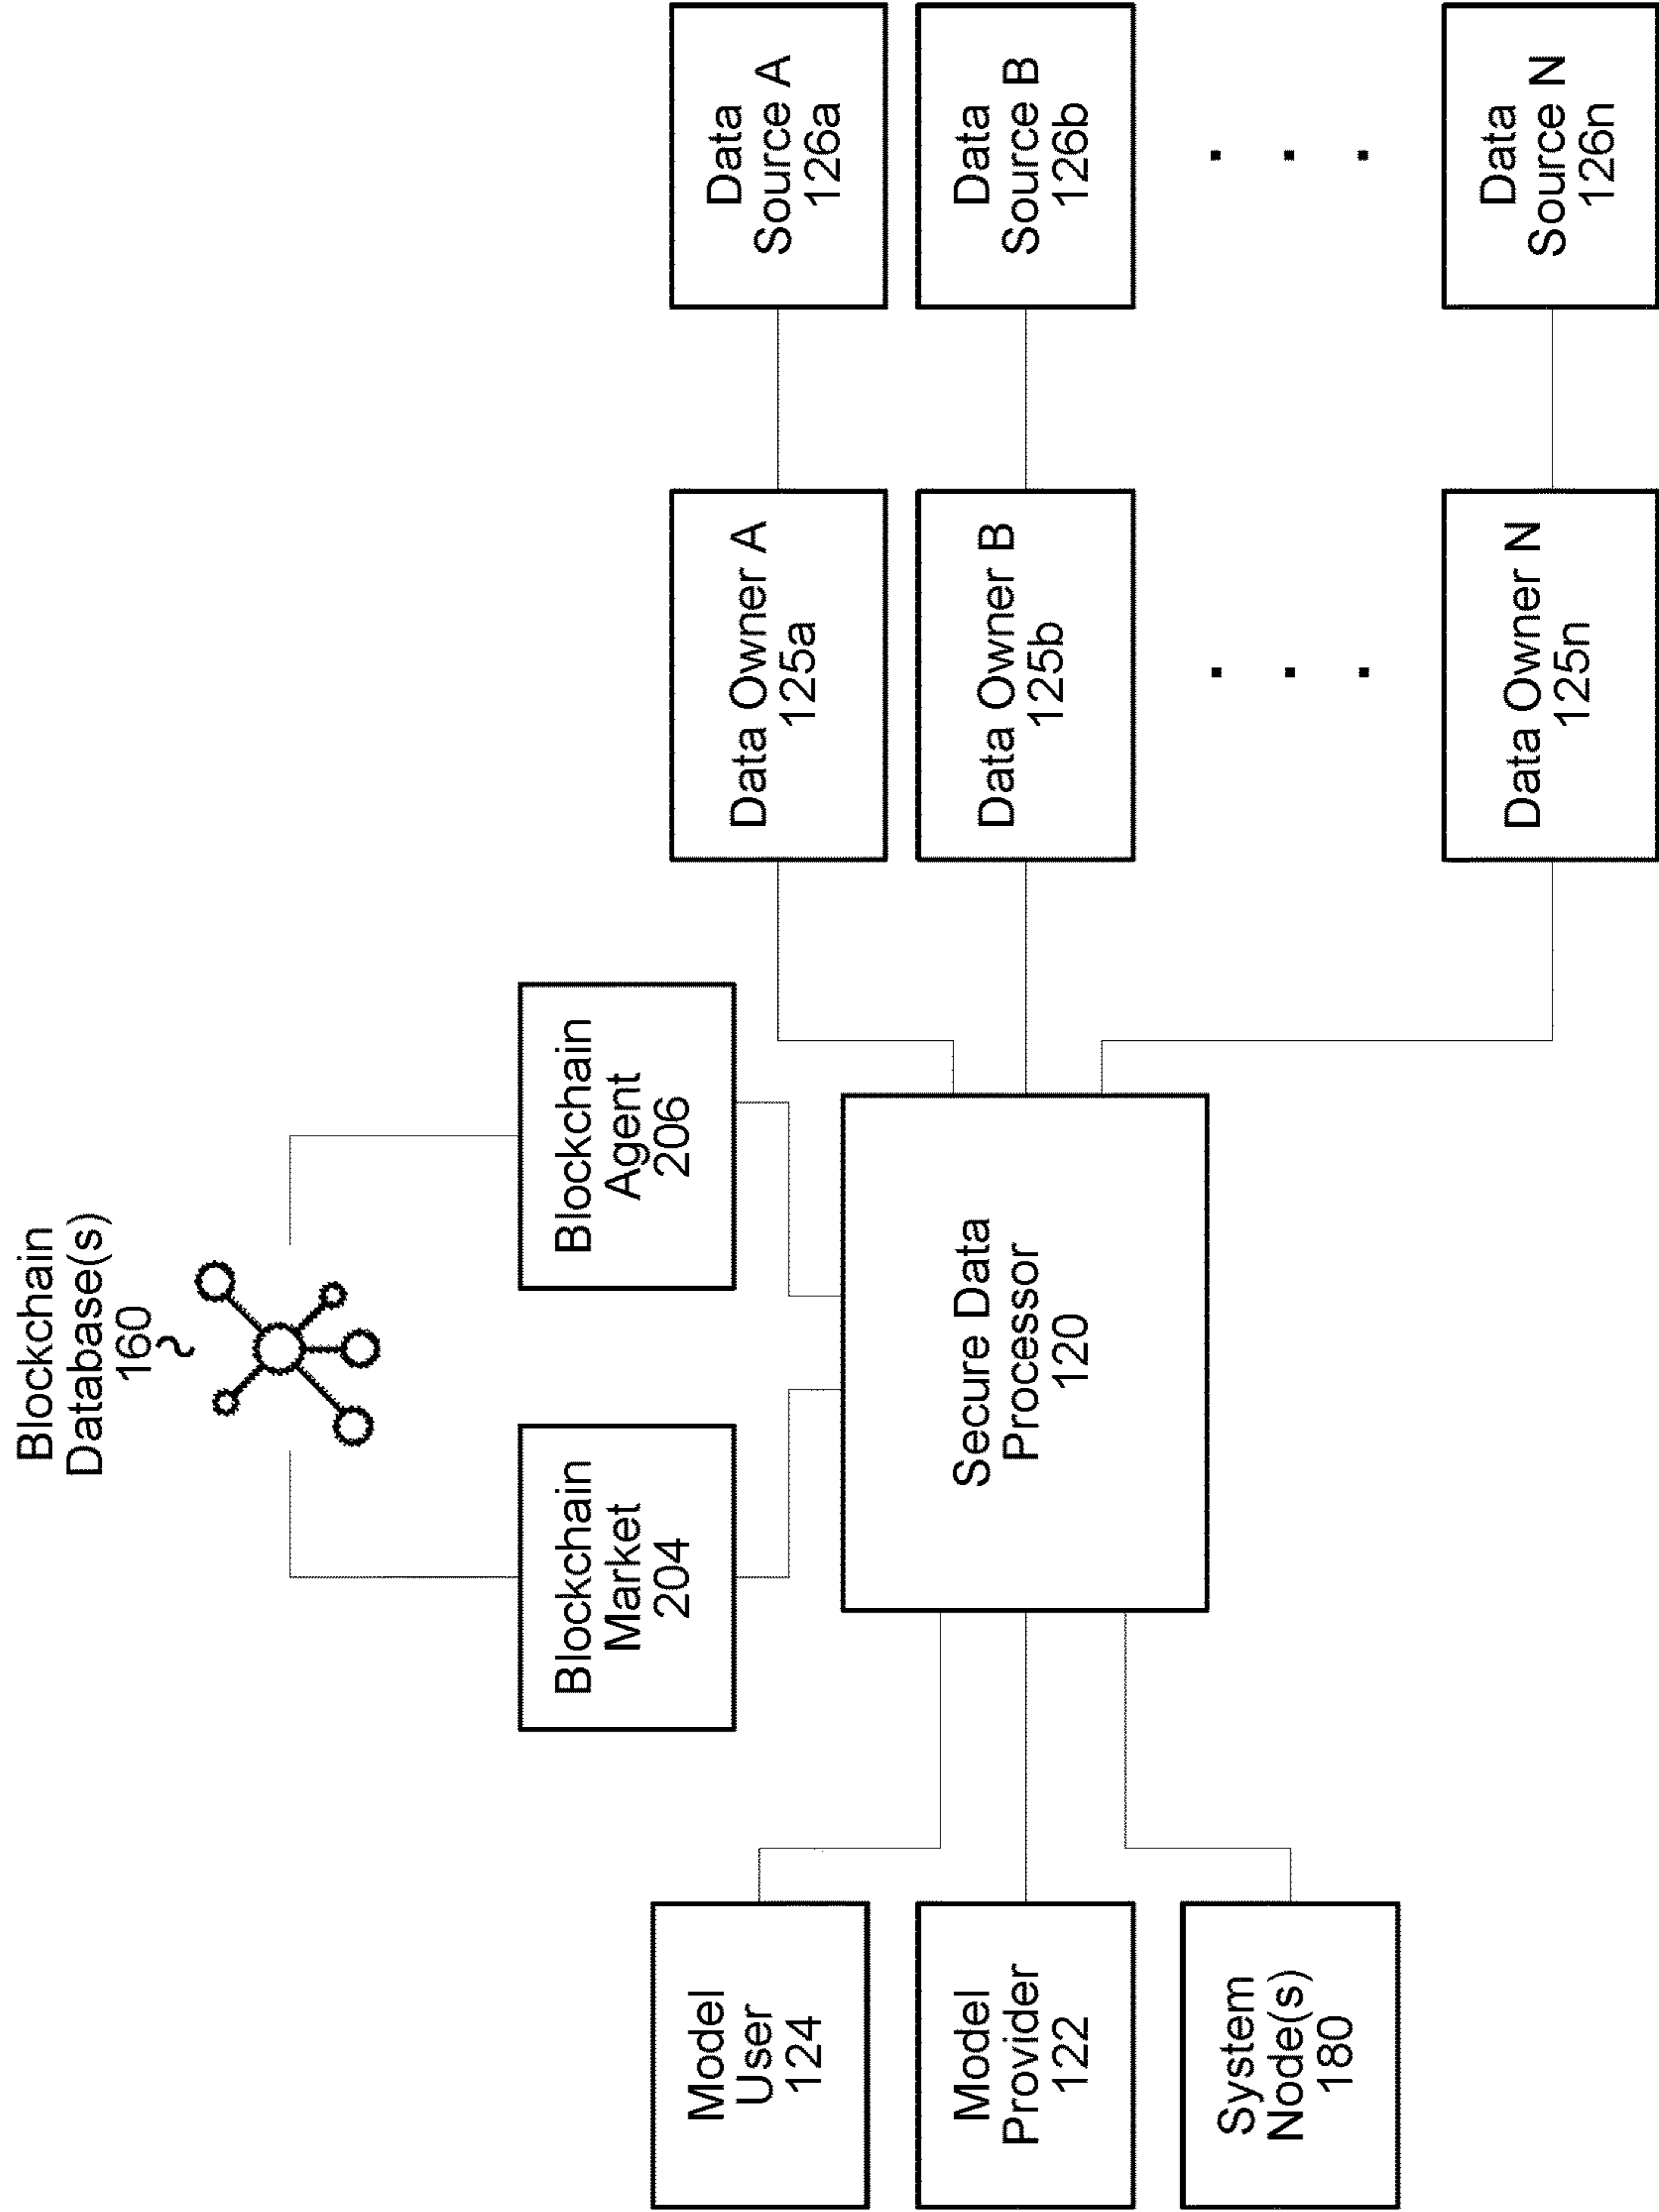 Blockchain
Database(s)
160
Blockchain
Market
204
Blockchain
Agent
206
Model
User
124
Model
Provider
122
System
Node(s)
180
Secure Data
Processor
120
Data Owner A
125a
Data Owner B
125b
Data Owner N
125n
Data
Source A
126a
Data
Source B
126b
Data
Source N
126n